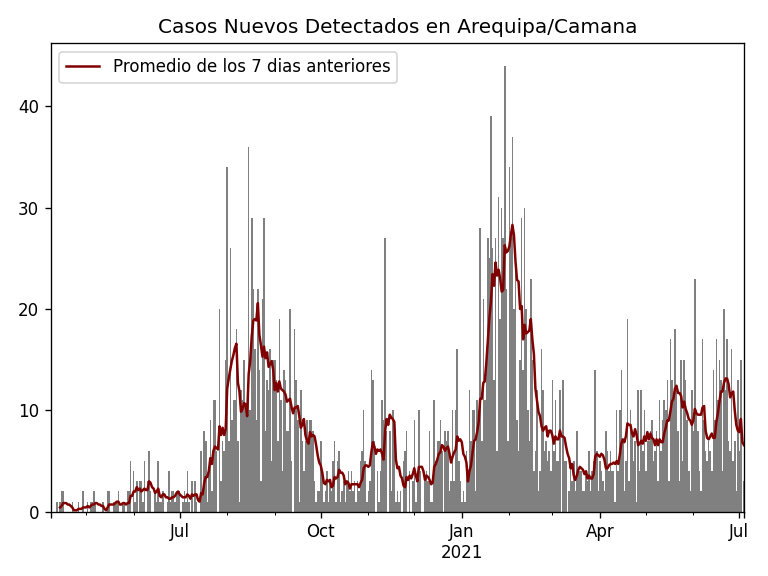 Casos Nuevos Detectados en Arequipa/Camana
Promedio de los 7 dias anteriores
40
30
20
10
0
Jul
Oct
Jan
2021
Apr
Jul